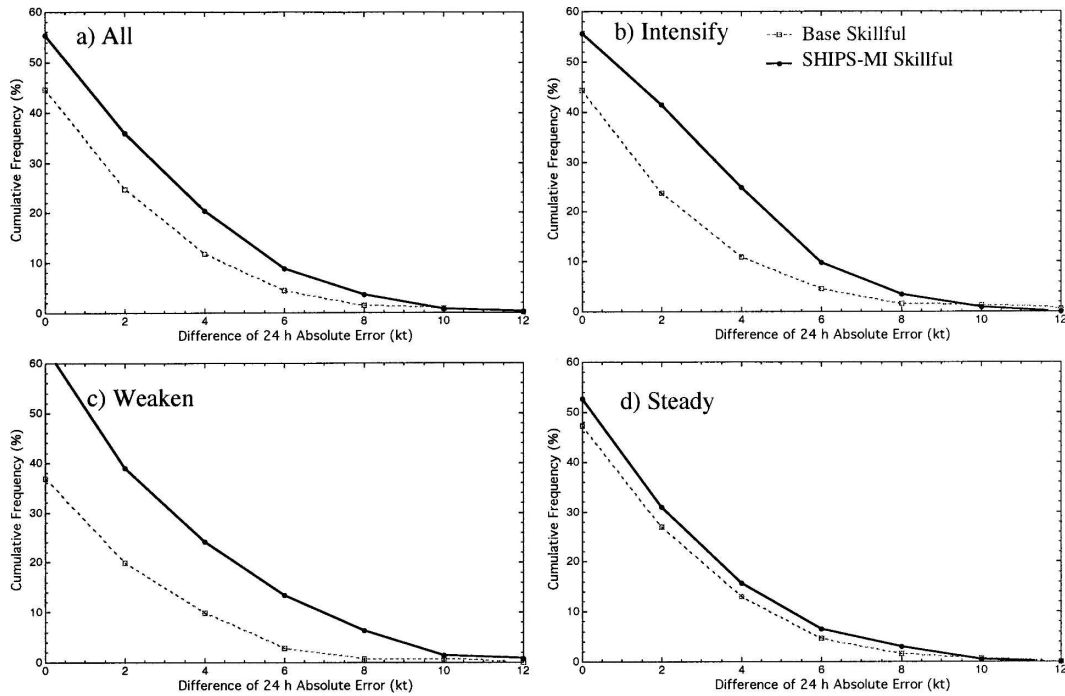 a) All
60
50
40
30
20
10
0
Cumulative Frequency (%)
0 2 4 6 8 10 12
Difference of 24 h Absolute Error (kt)
b) Intensify
Base Skillful
SHIPS-MI Skillful
60
50
40
30
20
10
0
Cumulative Frequency (%)
0 2 4 6 8 10 12
Difference of 24 h Absolute Error (kt)
c) Weaken
60
50
40
30
20
10
0
Cumulative Frequency (%)
0 2 4 6 8 10 12
Difference of 24 h Absolute Error (kt)
d) Steady
60
50
40
30
20
10
0
Cumulative Frequency (%)
0 2 4 6 8 10 12
Difference of 24 h Absolute Error (kt)